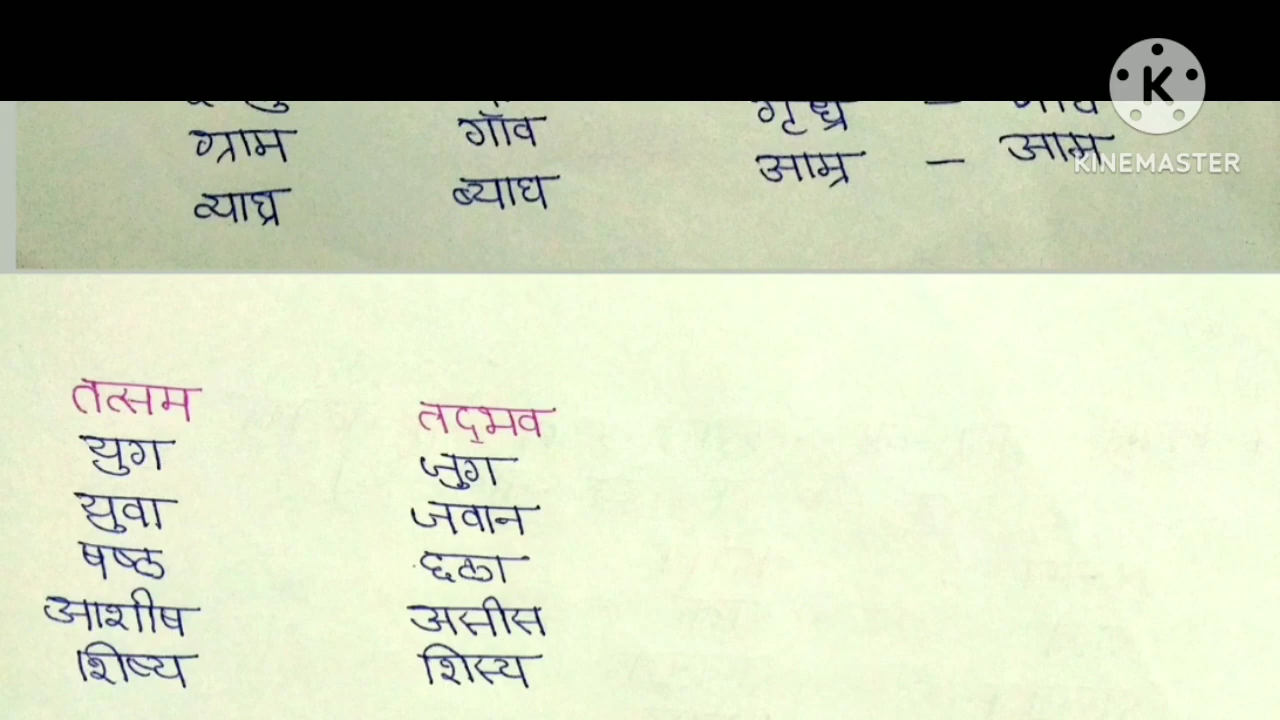 ग्राम गॉव गृध्र –
व्याघ्र ब्याघ आम्र – आम
KINEMASTER
तत्सम तद्भव
युग जुग
युवा जवान
षष्ठ छठा
आशीष असीस
शिष्य शिस्य